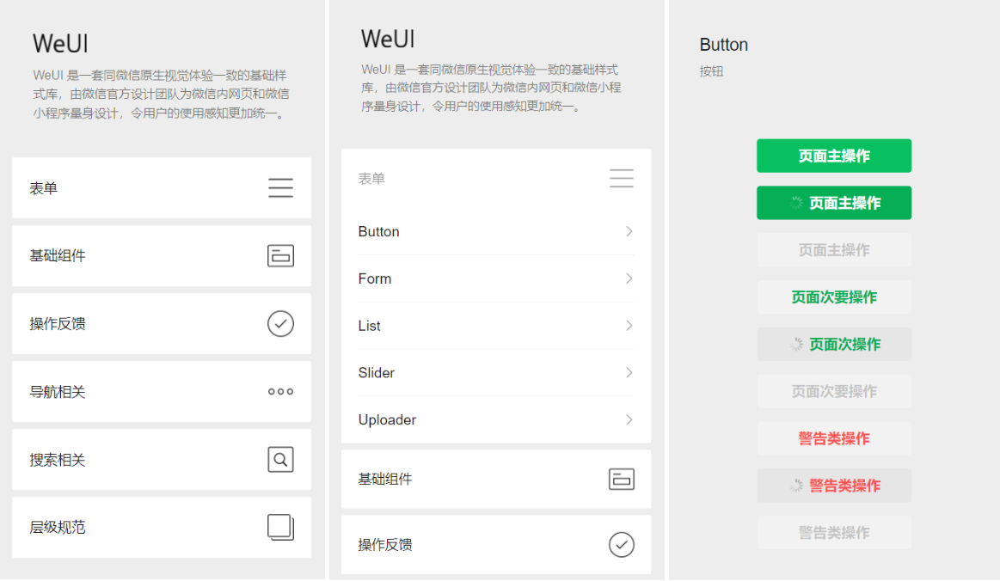 WeUI
WeUI 是一套同微信原生视觉体验一致的基础样
式库，由微信官方设计团队为微信内网页和微信
小程序量身设计，令用户的使用感知更加统一。
表单
基础组件
操作反馈
导航相关
搜索相关
层级规范
WeUI
WeUI 是一套同微信原生视觉体验一致的基础样式
库，由微信官方设计团队为微信内网页和微信小程
序量身设计，令用户的使用感知更加统一。
表单
Button
Form
List
Slider
Uploader
基础组件
操作反馈
Button
按钮
页面主操作
页面主操作
页面主操作
页面次要操作
页面次操作
页面次要操作
警告类操作
警告类操作
警告类操作